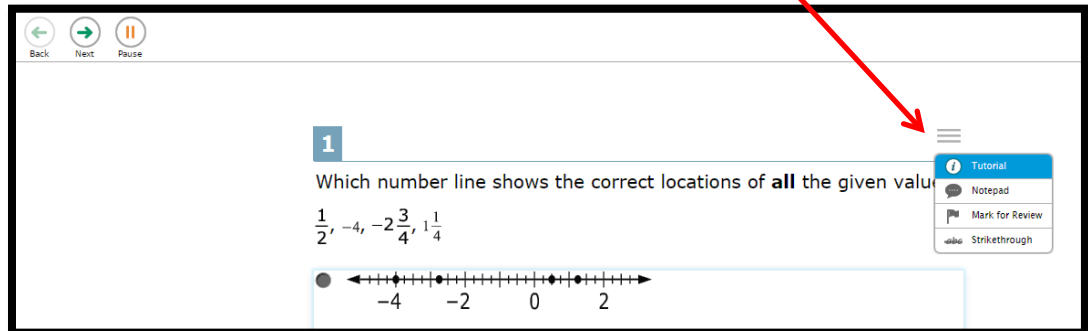 Back Next Pause
1
Tutorial
Which number line shows the correct locations of all the given valu
Notepad
Mark for Review
1/2, −4, −2 3/4, 1 1/4
abc Strikethrough
−4 −2 0 2